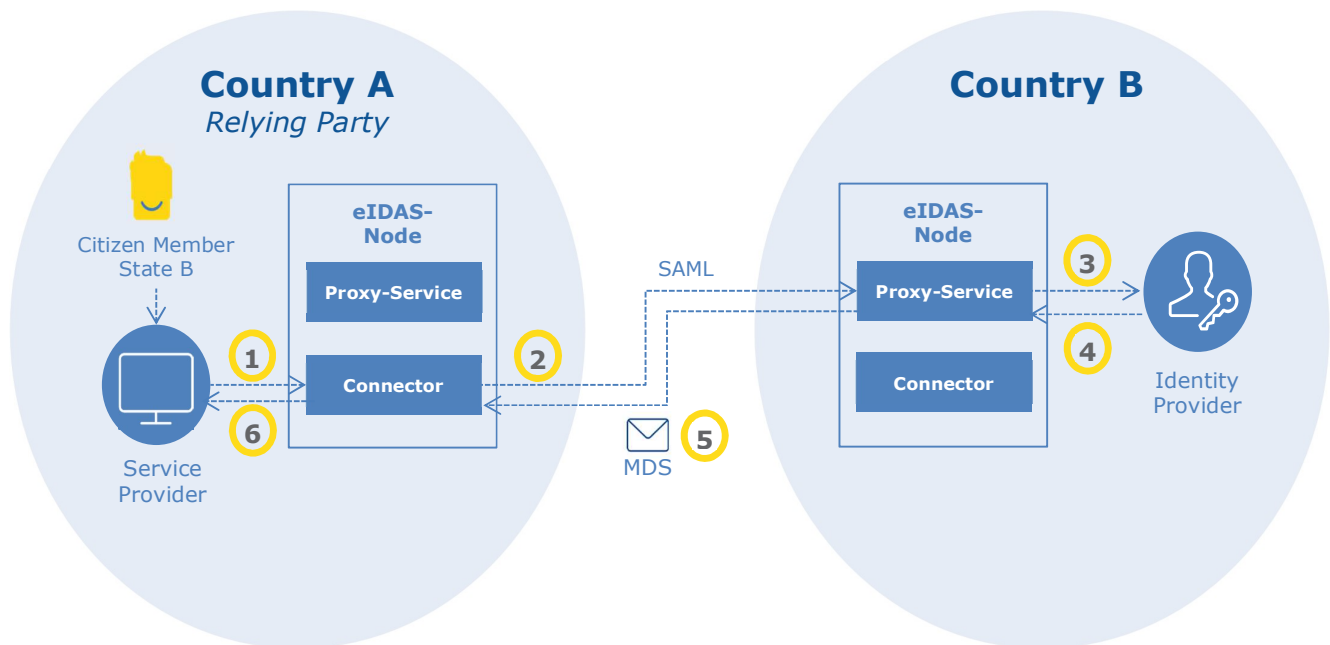 Country A
Relying Party
Citizen Member
State B
Service
Provider
eIDAS-
Node
Proxy-Service
Connector
1
6
2
SAML
5
MDS
Country B
eIDAS-
Node
Proxy-Service
Connector
3
4
Identity
Provider